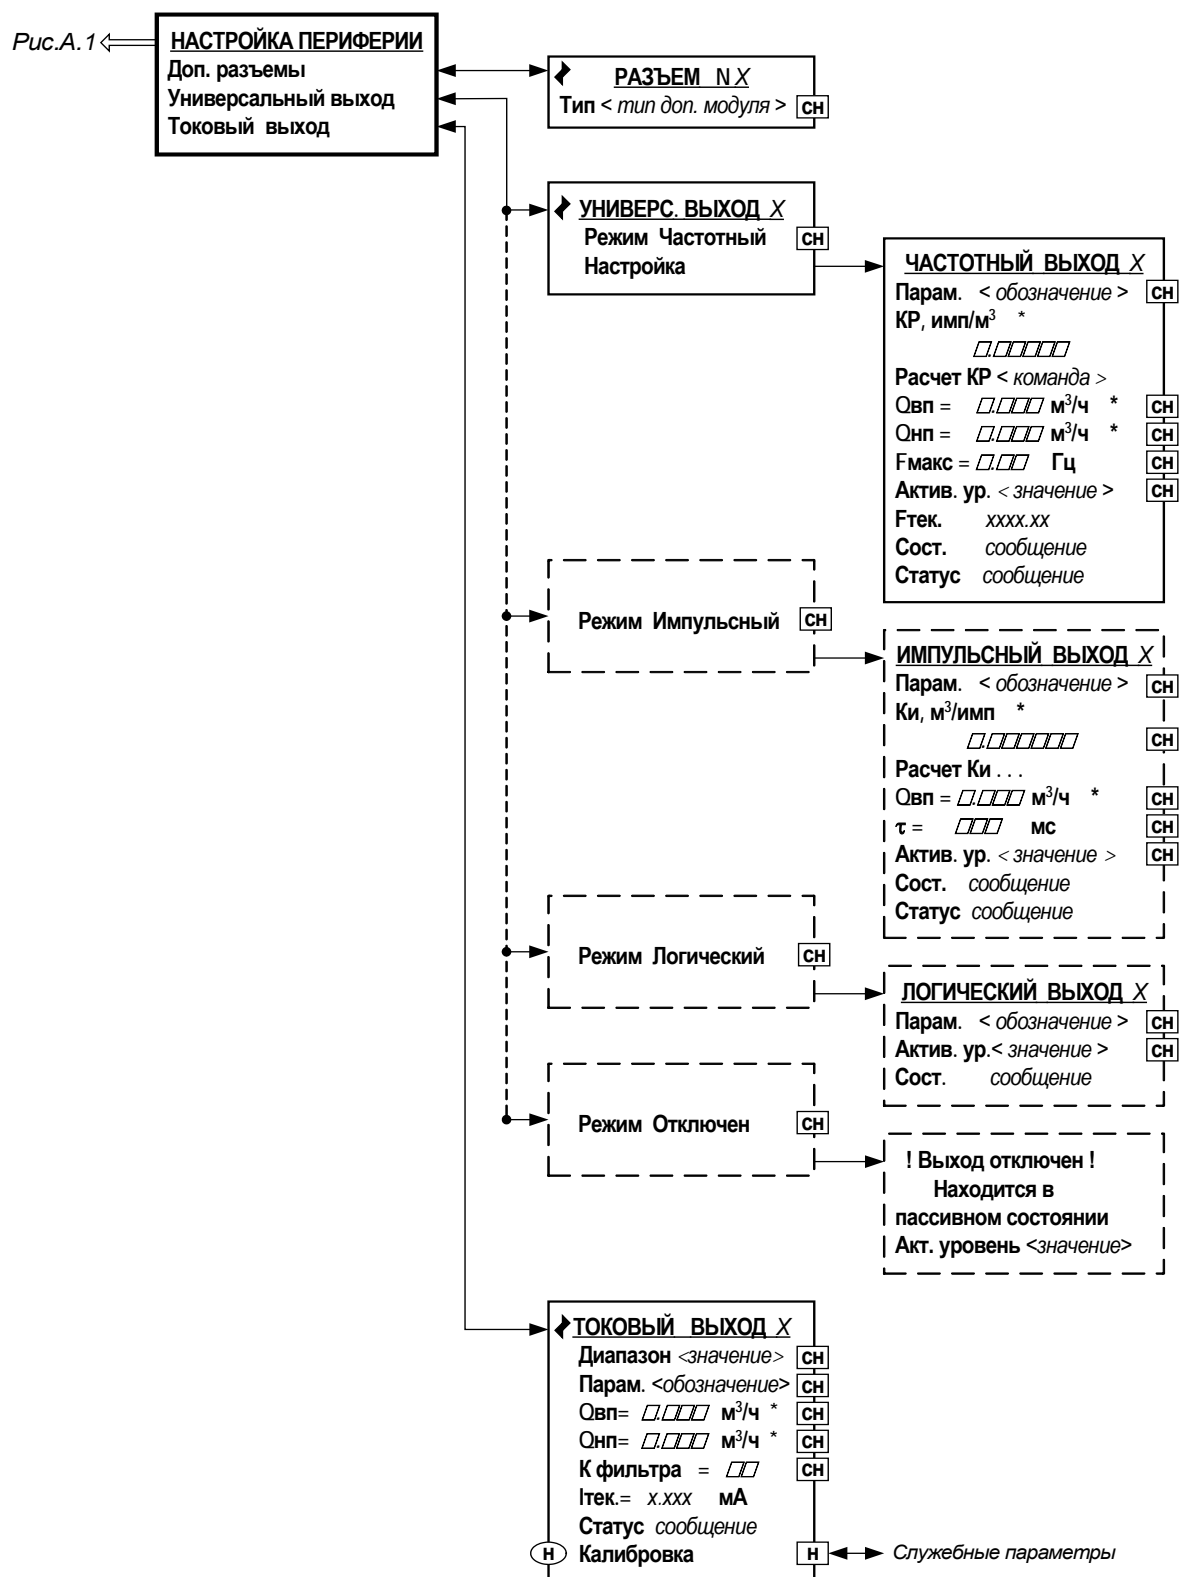 Рис.А.1
НАСТРОЙКА ПЕРИФЕРИИ
Доп. разъемы
Универсальный выход
Токовый выход
РАЗЪЕМ N X
Тип < тип доп. модуля > СН
УНИВЕРС. ВЫХОД X
Режим Частотный СН
Настройка
ЧАСТОТНЫЙ ВЫХОД X
Парам. < обозначение > СН
КР, имп/м³ *
▱.▱▱▱▱▱
Расчет КР < команда >
Qвп = ▱.▱▱▱ м³/ч * СН
Qнп = ▱.▱▱▱ м³/ч * СН
Fмакс = ▱.▱▱ Гц СН
Актив. ур. < значение > СН
Fтек. xxxx.xx
Сост. сообщение
Статус сообщение
Режим Импульсный СН
ИМПУЛЬСНЫЙ ВЫХОД X
Парам. < обозначение > СН
Ки, м³/имп *
▱.▱▱▱▱▱▱ СН
Расчет Ки . . .
Qвп = ▱.▱▱▱ м³/ч * СН
τ = ▱▱▱ мс СН
Актив. ур. < значение > СН
Сост. сообщение
Статус сообщение
Режим Логический СН
ЛОГИЧЕСКИЙ ВЫХОД X
Парам. < обозначение > СН
Актив. ур.< значение > СН
Сост. сообщение
Режим Отключен СН
! Выход отключен !
Находится в
пассивном состоянии
Акт. уровень <значение>
ТОКОВЫЙ ВЫХОД X
Диапазон <значение> СН
Парам. <обозначение> СН
Qвп= ▱.▱▱▱ м³/ч * СН
Qнп= ▱.▱▱▱ м³/ч * СН
К фильтра = ▱▱ СН
Iтек.= x.xxx мА
Статус сообщение
Н Калибровка Н Служебные параметры